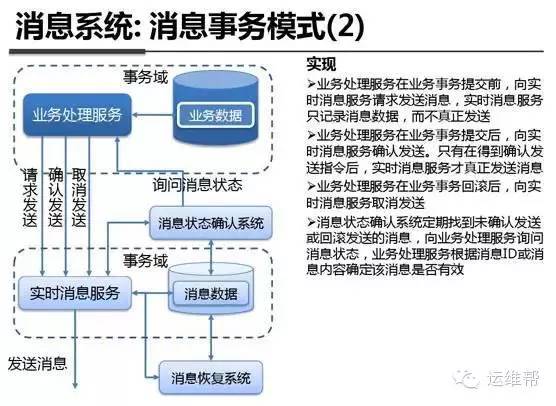 消息系统: 消息事务模式(2)
事务域
业务处理服务
业务数据
请求发送
确认发送
取消发送
询问消息状态
消息状态确认系统
事务域
实时消息服务
消息数据
发送消息
消息恢复系统
实现
➢业务处理服务在业务事务提交前，向实
时消息服务请求发送消息，实时消息服务
只记录消息数据，而不真正发送
➢业务处理服务在业务事务提交后，向实
时消息服务确认发送。只有在得到确认发
送指令后，实时消息服务才真正发送消息
➢业务处理服务在业务事务回滚后，向实
时消息服务取消发送
➢消息状态确认系统定期找到未确认发送
或回滚发送的消息，向业务处理服务询问
消息状态，业务处理服务根据消息ID或消
息内容确定该消息是否有效
运维帮